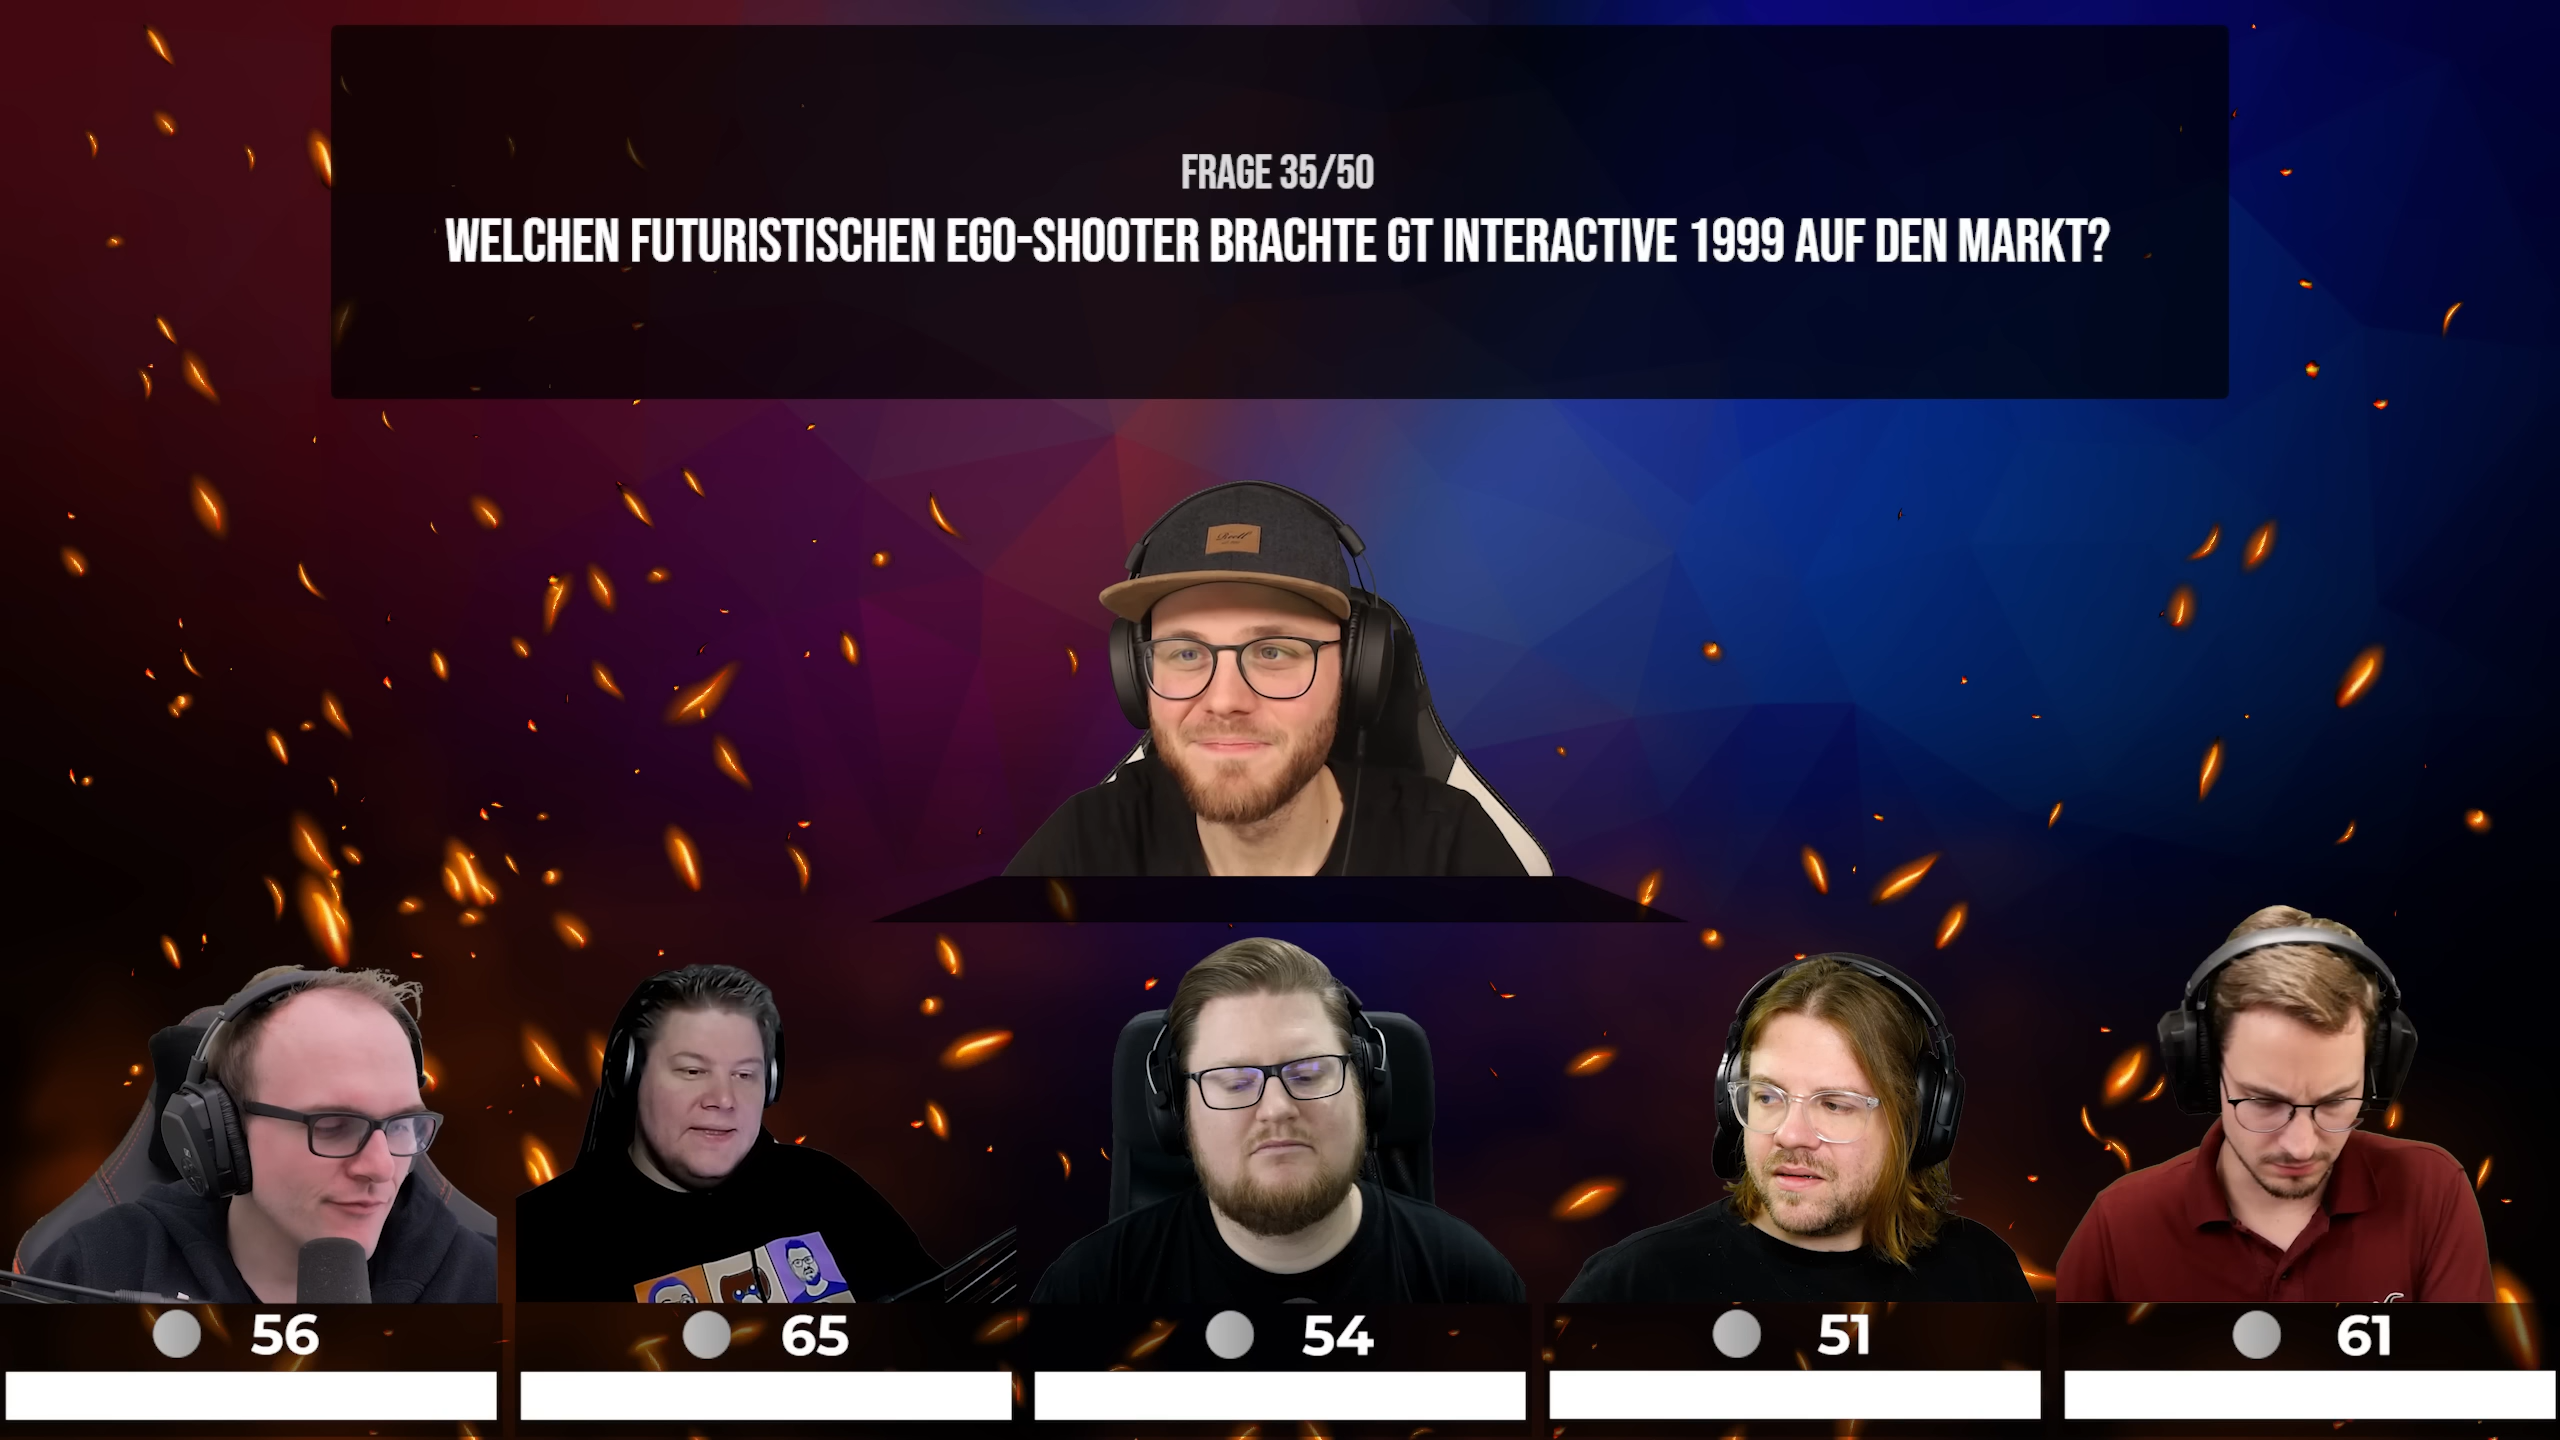 FRAGE 35/50
WELCHEN FUTURISTISCHEN EGO-SHOOTER BRACHTE GT INTERACTIVE 1999 AUF DEN MARKT?
Reell
56 65 54 51 61